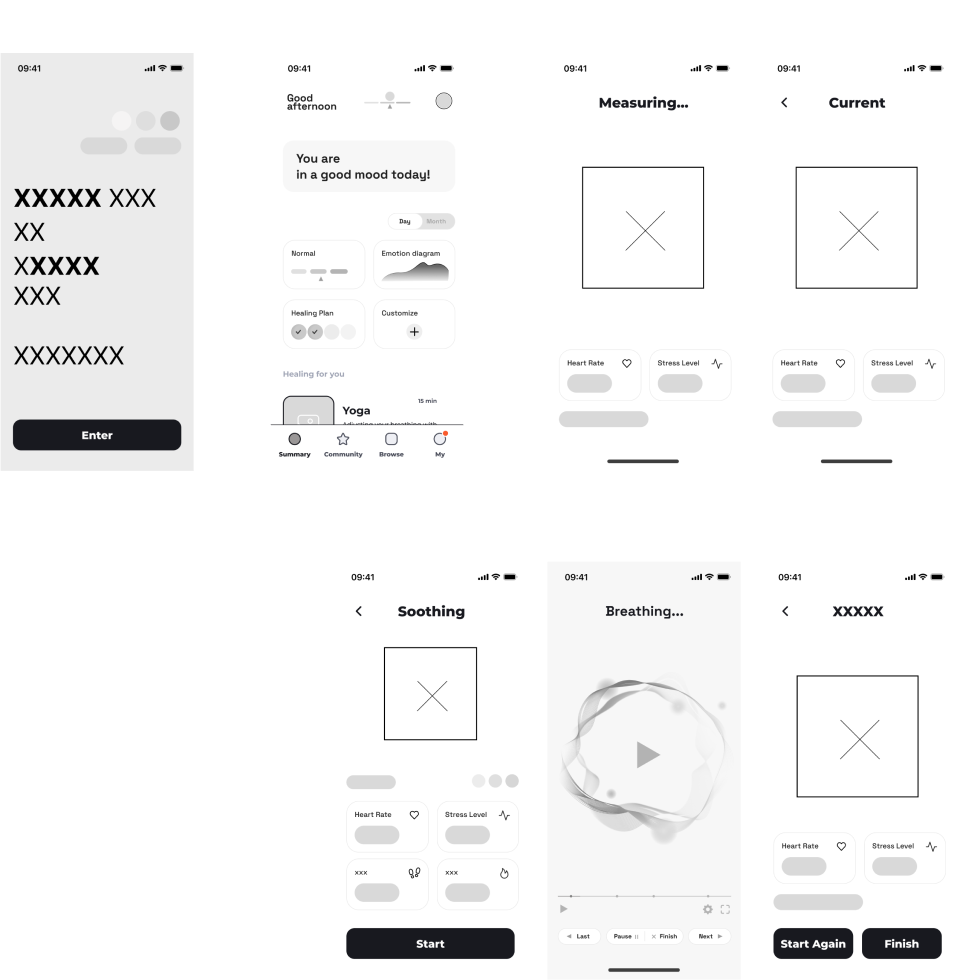 09:41
XXXXX XXX
XX
XXXXX
XXX
XXXXXXX
Enter
09:41
Good
afternoon
You are
in a good mood today!
Day
Month
Normal
Emotion diagram
Healing Plan
Customize
Healing for you
15 min
Yoga
Adjusting your breathing with
Summary
Community
Browse
My
09:41
Measuring...
Heart Rate
Stress Level
09:41
Current
Heart Rate
Stress Level
09:41
Soothing
Heart Rate
Stress Level
xxx
xxx
Start
09:41
Breathing...
Last
Pause
Finish
Next
09:41
XXXXX
Heart Rate
Stress Level
Start Again
Finish